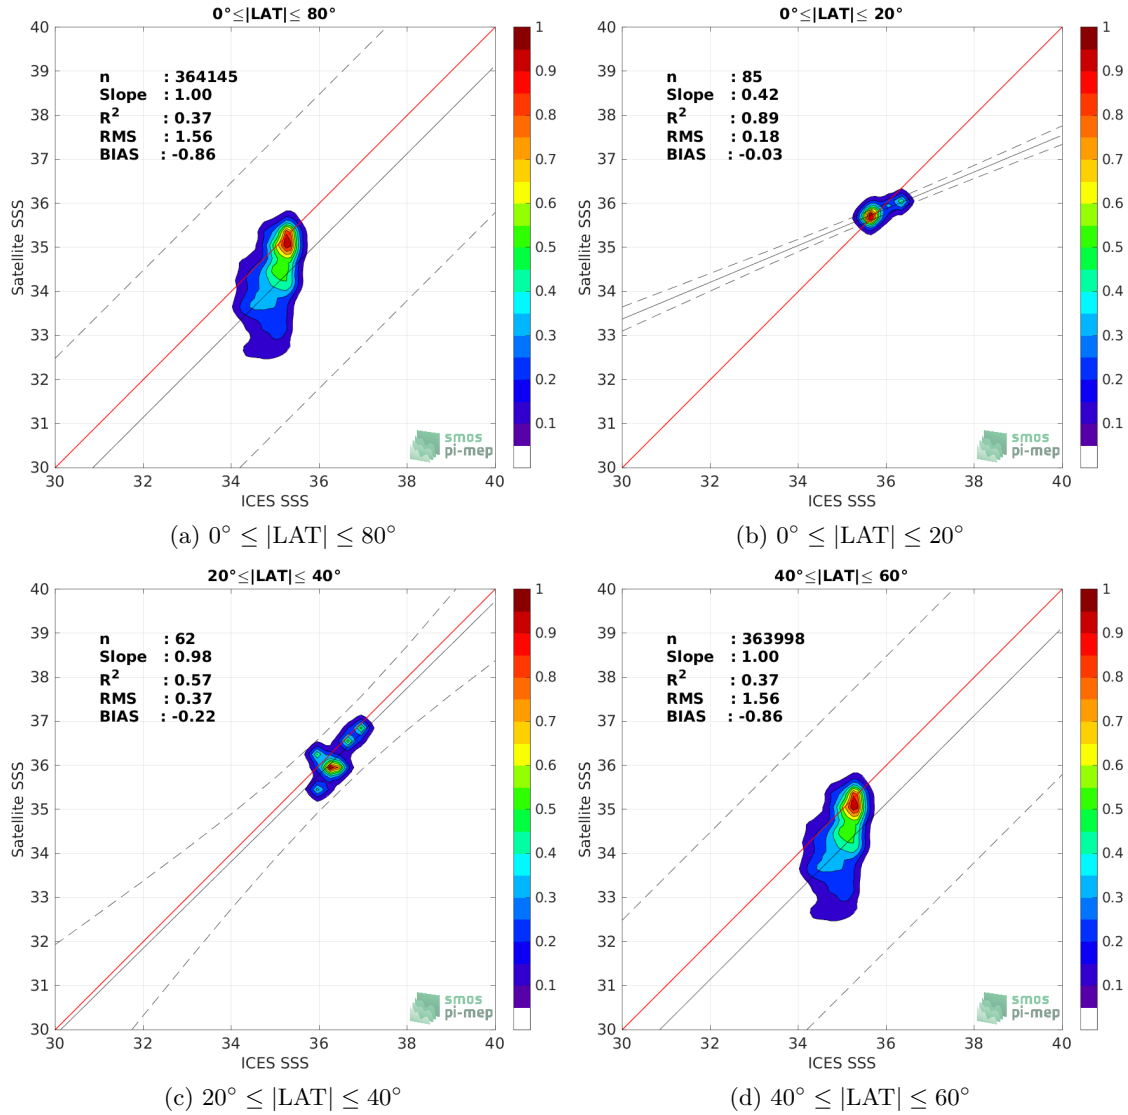 0°≤|LAT|≤ 80°
40
39
38
37
36
35
34
33
32
31
30
Satellite SSS
n : 364145
Slope : 1.00
R² : 0.37
RMS : 1.56
BIAS : -0.86
smos
pi-mep
30 32 34 36 38 40
ICES SSS
1
0.9
0.8
0.7
0.6
0.5
0.4
0.3
0.2
0.1
(a) 0° ≤ |LAT| ≤ 80°
0°≤|LAT|≤ 20°
40
39
38
37
36
35
34
33
32
31
30
Satellite SSS
n : 85
Slope : 0.42
R² : 0.89
RMS : 0.18
BIAS : -0.03
smos
pi-mep
30 32 34 36 38 40
ICES SSS
1
0.9
0.8
0.7
0.6
0.5
0.4
0.3
0.2
0.1
(b) 0° ≤ |LAT| ≤ 20°
20°≤|LAT|≤ 40°
40
39
38
37
36
35
34
33
32
31
30
Satellite SSS
n : 62
Slope : 0.98
R² : 0.57
RMS : 0.37
BIAS : -0.22
smos
pi-mep
30 32 34 36 38 40
ICES SSS
1
0.9
0.8
0.7
0.6
0.5
0.4
0.3
0.2
0.1
(c) 20° ≤ |LAT| ≤ 40°
40°≤|LAT|≤ 60°
40
39
38
37
36
35
34
33
32
31
30
Satellite SSS
n : 363998
Slope : 1.00
R² : 0.37
RMS : 1.56
BIAS : -0.86
smos
pi-mep
30 32 34 36 38 40
ICES SSS
1
0.9
0.8
0.7
0.6
0.5
0.4
0.3
0.2
0.1
(d) 40° ≤ |LAT| ≤ 60°